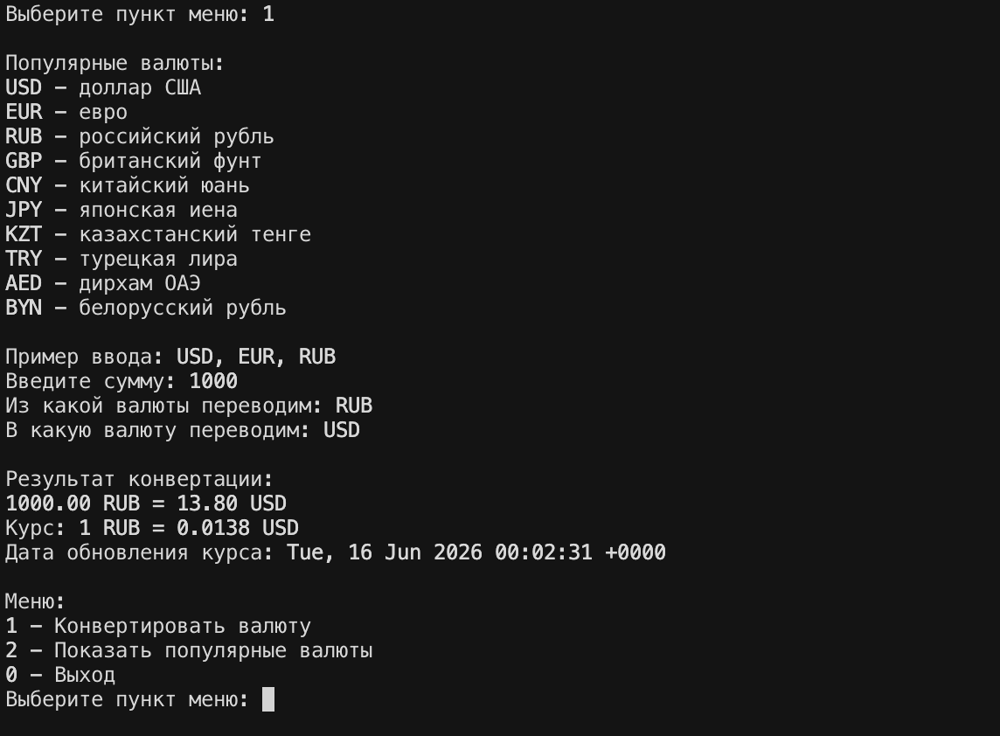 Выберите пункт меню: 1
Популярные валюты:
USD — доллар США
EUR — евро
RUB — российский рубль
GBP — британский фунт
CNY — китайский юань
JPY — японская иена
KZT — казахстанский тенге
TRY — турецкая лира
AED — дирхам ОАЭ
BYN — белорусский рубль
Пример ввода: USD, EUR, RUB
Введите сумму: 1000
Из какой валюты переводим: RUB
В какую валюту переводим: USD
Результат конвертации:
1000.00 RUB = 13.80 USD
Курс: 1 RUB = 0.0138 USD
Дата обновления курса: Tue, 16 Jun 2026 00:02:31 +0000
Меню:
1 — Конвертировать валюту
2 — Показать популярные валюты
0 — Выход
Выберите пункт меню: